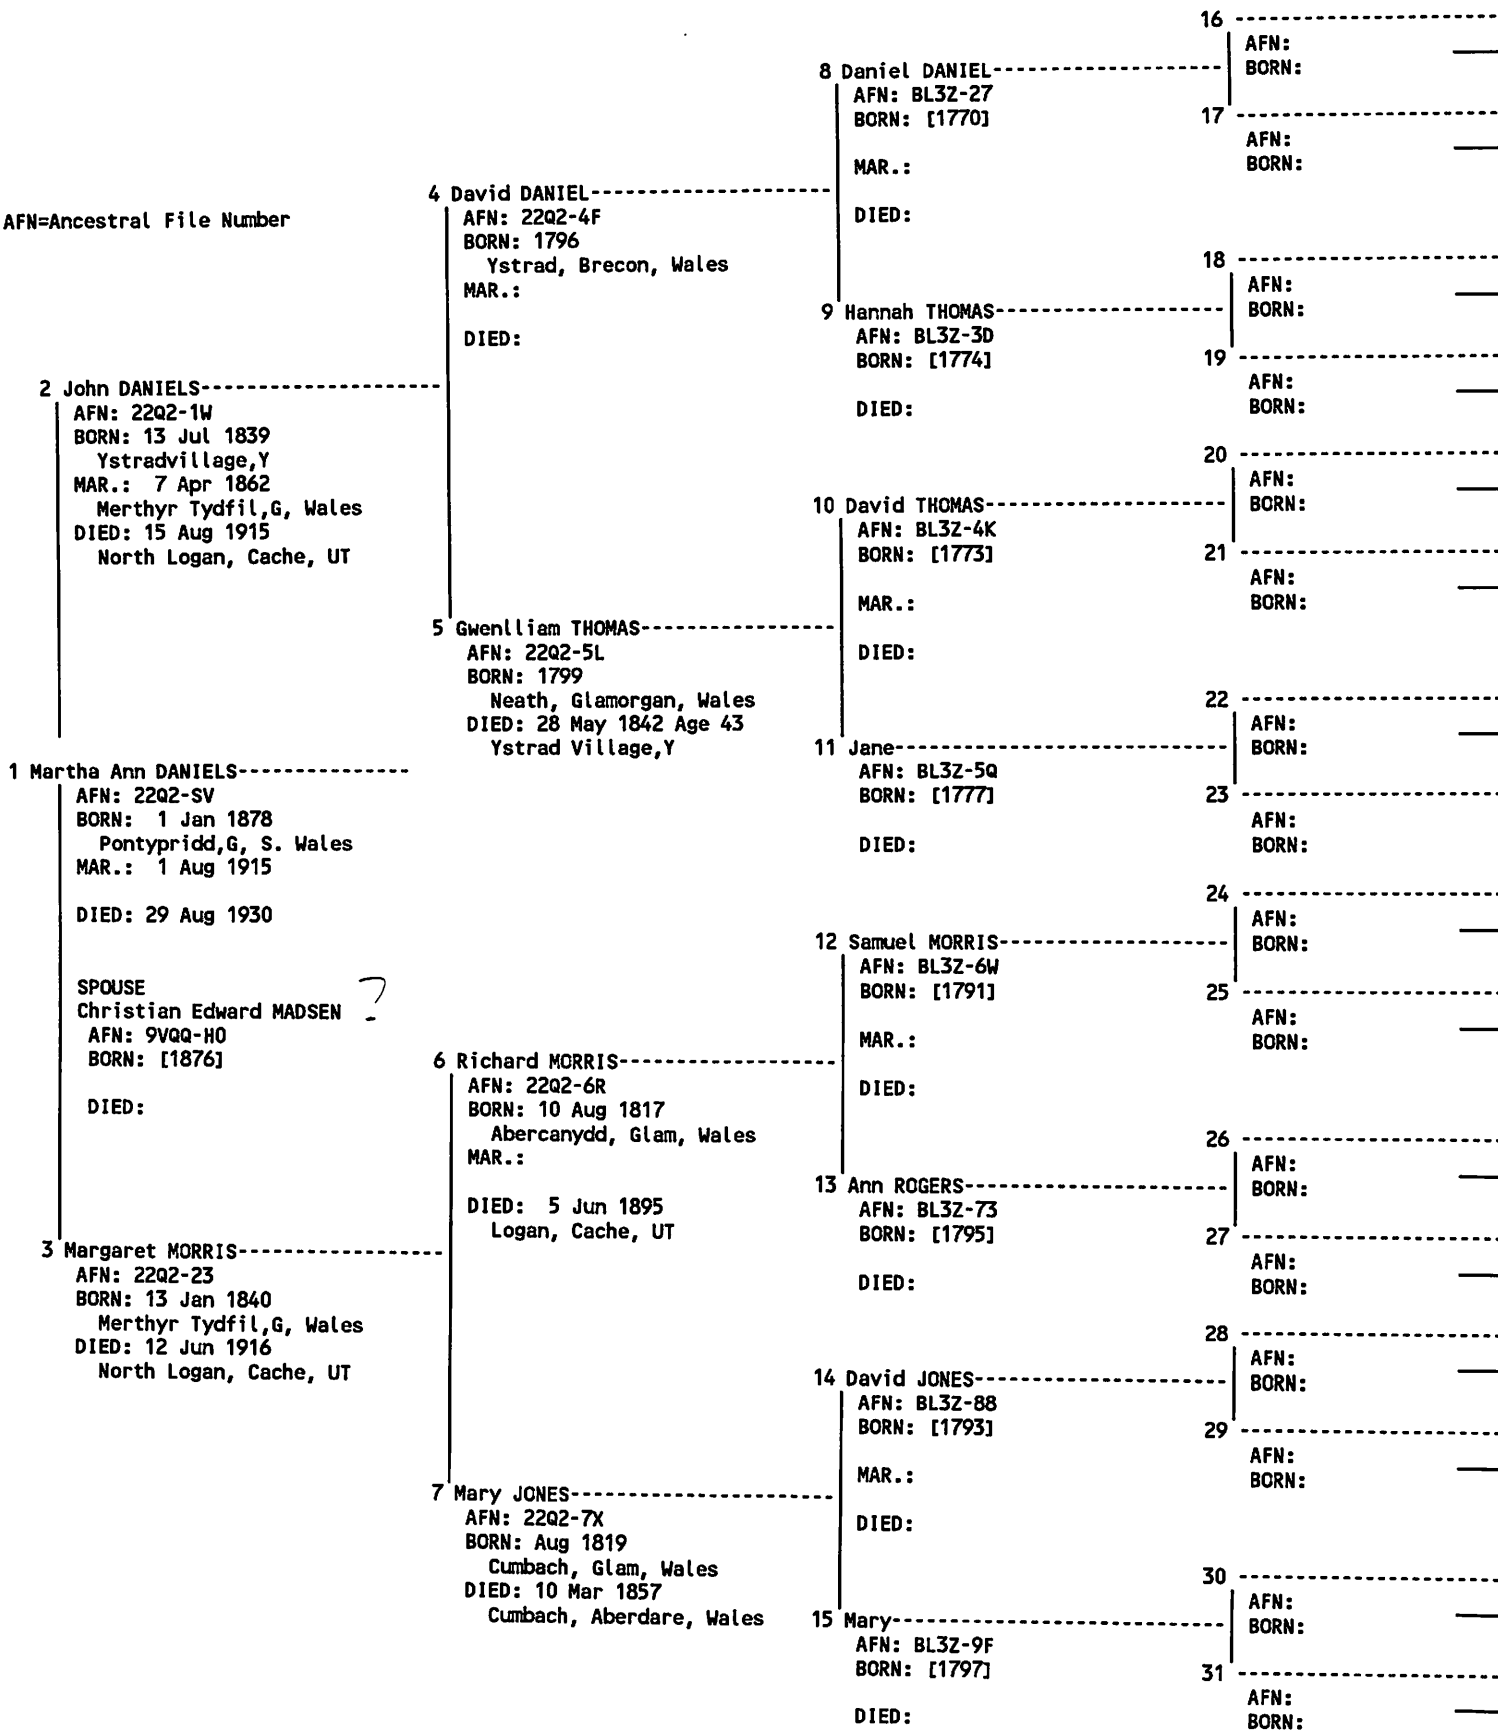 AFN=Ancestral File Number
1 Martha Ann DANIELS---------------
AFN: 22Q2-SV
BORN: 1 Jan 1878
Pontypridd,G, S. Wales
MAR.: 1 Aug 1915
DIED: 29 Aug 1930
SPOUSE
Christian Edward MADSEN ?
AFN: 9VQQ-H0
BORN: [1876]
DIED:
2 John DANIELS---------------------
AFN: 22Q2-1W
BORN: 13 Jul 1839
Ystradvillage,Y
MAR.: 7 Apr 1862
Merthyr Tydfil,G, Wales
DIED: 15 Aug 1915
North Logan, Cache, UT
3 Margaret MORRIS------------------
AFN: 22Q2-23
BORN: 13 Jan 1840
Merthyr Tydfil,G, Wales
DIED: 12 Jun 1916
North Logan, Cache, UT
4 David DANIEL---------------------
AFN: 22Q2-4F
BORN: 1796
Ystrad, Brecon, Wales
MAR.:
DIED:
5 Gwenlliam THOMAS-----------------
AFN: 22Q2-5L
BORN: 1799
Neath, Glamorgan, Wales
DIED: 28 May 1842 Age 43
Ystrad Village,Y
6 Richard MORRIS-------------------
AFN: 22Q2-6R
BORN: 10 Aug 1817
Abercanydd, Glam, Wales
MAR.:
DIED: 5 Jun 1895
Logan, Cache, UT
7 Mary JONES-----------------------
AFN: 22Q2-7X
BORN: Aug 1819
Cumbach, Glam, Wales
DIED: 10 Mar 1857
Cumbach, Aberdare, Wales
8 Daniel DANIEL--------------------
AFN: BL3Z-27
BORN: [1770]
MAR.:
DIED:
9 Hannah THOMAS--------------------
AFN: BL3Z-3D
BORN: [1774]
DIED:
10 David THOMAS---------------------
AFN: BL3Z-4K
BORN: [1773]
MAR.:
DIED:
11 Jane-----------------------------
AFN: BL3Z-5Q
BORN: [1777]
DIED:
12 Samuel MORRIS--------------------
AFN: BL3Z-6W
BORN: [1791]
MAR.:
DIED:
13 Ann ROGERS-----------------------
AFN: BL3Z-73
BORN: [1795]
DIED:
14 David JONES----------------------
AFN: BL3Z-88
BORN: [1793]
MAR.:
DIED:
15 Mary-----------------------------
AFN: BL3Z-9F
BORN: [1797]
DIED:
16 ----------------------
AFN:
BORN:
17 ----------------------
AFN:
BORN:
18 ----------------------
AFN:
BORN:
19 ----------------------
AFN:
BORN:
20 ----------------------
AFN:
BORN:
21 ----------------------
AFN:
BORN:
22 ----------------------
AFN:
BORN:
23 ----------------------
AFN:
BORN:
24 ----------------------
AFN:
BORN:
25 ----------------------
AFN:
BORN:
26 ----------------------
AFN:
BORN:
27 ----------------------
AFN:
BORN:
28 ----------------------
AFN:
BORN:
29 ----------------------
AFN:
BORN:
30 ----------------------
AFN:
BORN:
31 ----------------------
AFN:
BORN: